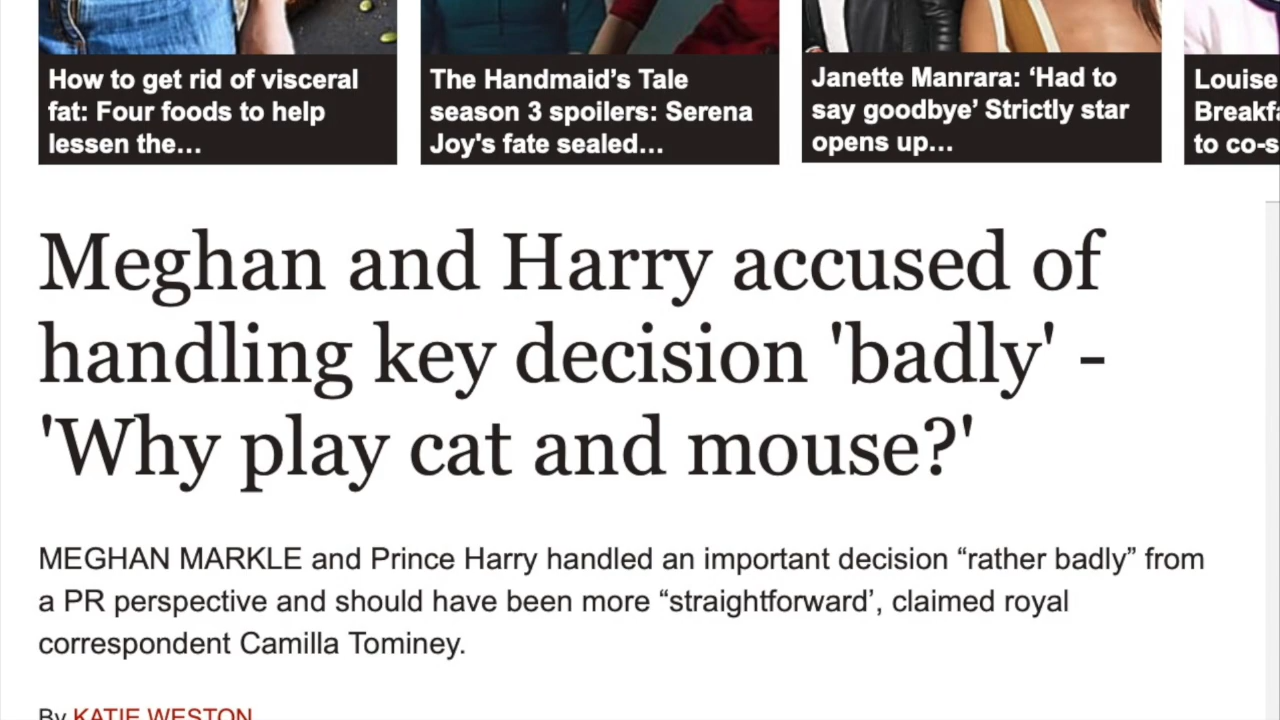 How to get rid of visceral
fat: Four foods to help
lessen the...
The Handmaid’s Tale
season 3 spoilers: Serena
Joy's fate sealed...
Janette Manrara: ‘Had to
say goodbye’ Strictly star
opens up...
Louise
Breakfa
to co-s
Meghan and Harry accused of
handling key decision 'badly' -
'Why play cat and mouse?'
MEGHAN MARKLE and Prince Harry handled an important decision “rather badly” from
a PR perspective and should have been more “straightforward’, claimed royal
correspondent Camilla Tominey.
By KATIE WESTON